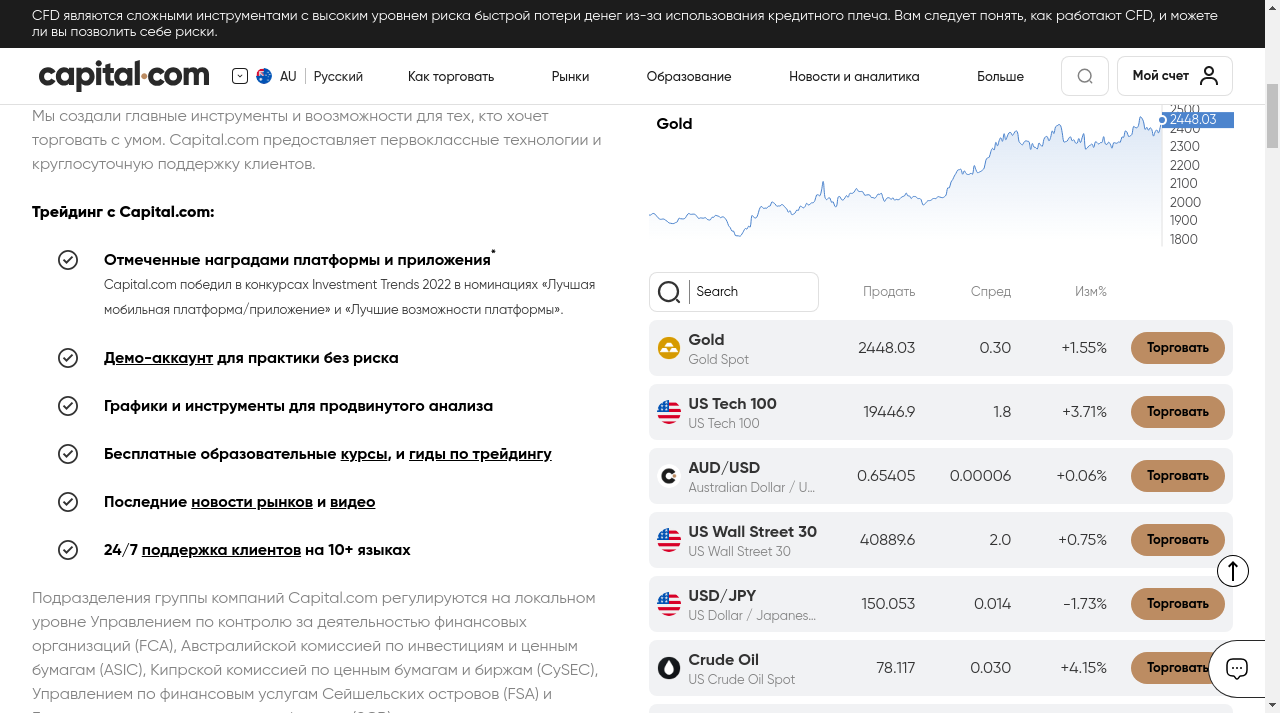 CFD являются сложными инструментами с высоким уровнем риска быстрой потери денег из-за использования кредитного плеча. Вам следует понять, как работают CFD, и можете
ли вы позволить себе риски.
capital.com
AU
Русский
Как торговать
Рынки
Образование
Новости и аналитика
Больше
Мой счет
Мы создали главные инструменты и воозможности для тех, кто хочет
торговать с умом. Capital.com предоставляет первоклассные технологии и
круглосуточную поддержку клиентов.
Трейдинг с Capital.com:
Отмеченные наградами платформы и приложения*
Capital.com победил в конкурсах Investment Trends 2022 в номинациях «Лучшая
мобильная платформа/приложение» и «Лучшие возможности платформы».
Демо-аккаунт для практики без риска
Графики и инструменты для продвинутого анализа
Бесплатные образовательные курсы, и гиды по трейдингу
Последние новости рынков и видео
24/7 поддержка клиентов на 10+ языках
Подразделения группы компаний Capital.com регулируются на локальном
уровне Управлением по контролю за деятельностью финансовых
организаций (FCA), Австралийской комиссией по инвестициям и ценным
бумагам (ASIC), Кипрской комиссией по ценным бумагам и биржам (CySEC),
Управлением по финансовым услугам Сейшельских островов (FSA) и
Gold
2500
2448.03
2400
2300
2200
2100
2000
1900
1800
Search
Продать
Спред
Изм%
Gold
Gold Spot
2448.03
0.30
+1.55%
Торговать
US Tech 100
US Tech 100
19446.9
1.8
+3.71%
Торговать
AUD/USD
Australian Dollar / U...
0.65405
0.00006
+0.06%
Торговать
US Wall Street 30
US Wall Street 30
40889.6
2.0
+0.75%
Торговать
USD/JPY
US Dollar / Japanes...
150.053
0.014
-1.73%
Торговать
Crude Oil
US Crude Oil Spot
78.117
0.030
+4.15%
Торговать